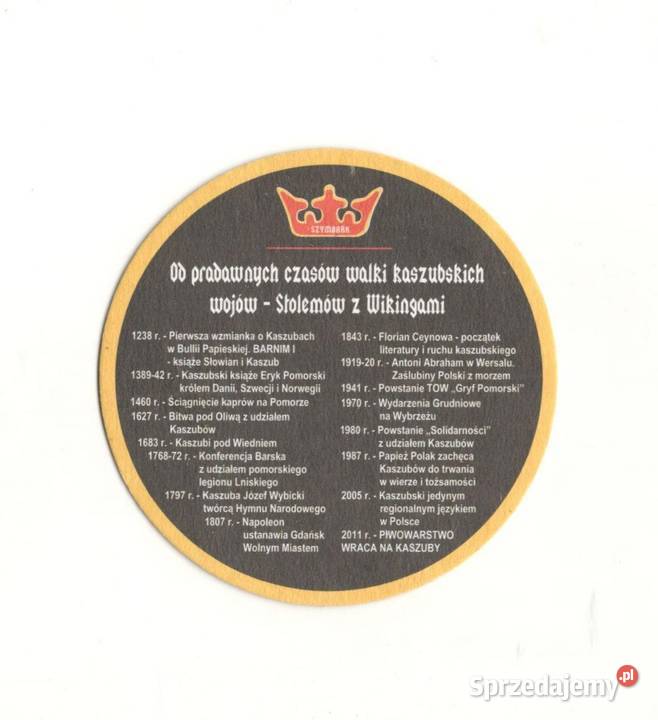 SZYMBARK
Od pradawnych czasów walki kaszubskich
wojów - Stolemów z Wikingami
1238 r. - Pierwsza wzmianka o Kaszubach
w Bullii Papieskiej. BARNIM I
- książe Słowian i Kaszub
1389-42 r. - Kaszubski książe Eryk Pomorski
królem Danii, Szwecji i Norwegii
1460 r. - Ściągnięcie kaprów na Pomorze
1627 r. - Bitwa pod Oliwą z udziałem
Kaszubów
1683 r. - Kaszubi pod Wiedniem
1768-72 r. - Konferencja Barska
z udziałem pomorskiego
legionu Lniskiego
1797 r. - Kaszuba Józef Wybicki
twórcą Hymnu Narodowego
1807 r. - Napoleon
ustanawia Gdańsk
Wolnym Miastem
1843 r. - Florian Ceynowa - początek
literatury i ruchu kaszubskiego
1919-20 r. - Antoni Abraham w Wersalu.
Zaślubiny Polski z morzem
1941 r. - Powstanie TOW „Gryf Pomorski"
1970 r. - Wydarzenia Grudniowe
na Wybrzeżu
1980 r. - Powstanie „Solidarności"
z udziałem Kaszubów
1987 r. - Papież Polak zachęca
Kaszubów do trwania
w wierze i tożsamości
2005 r. - Kaszubski jedynym
regionalnym językiem
w Polsce
2011 r. - PIWOWARSTWO
WRACA NA KASZUBY
Sprzedajemy.pl